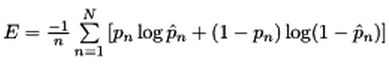 E = \frac{-1}{n} \sum_{n=1}^{N} [p_n \log \hat{p}_n + (1 - p_n) \log(1 - \hat{p}_n)]